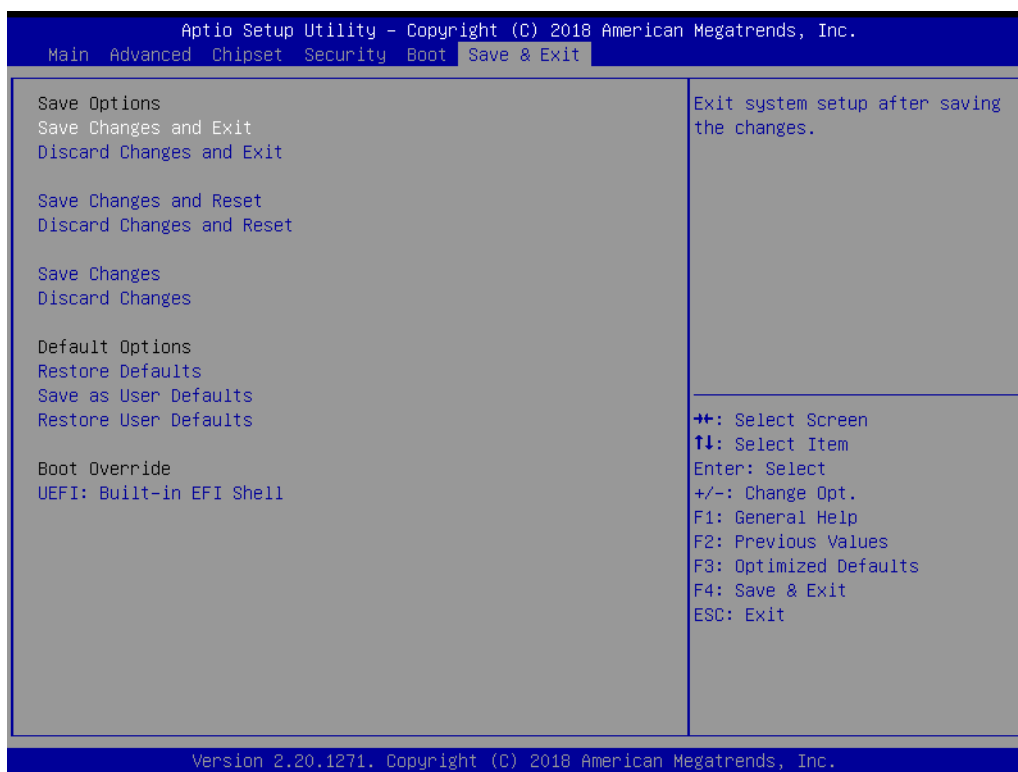 Aptio Setup Utility – Copyright (C) 2018 American Megatrends, Inc.
Main Advanced Chipset Security Boot Save & Exit
Save Options
Save Changes and Exit
Discard Changes and Exit
Save Changes and Reset
Discard Changes and Reset
Save Changes
Discard Changes
Default Options
Restore Defaults
Save as User Defaults
Restore User Defaults
Boot Override
UEFI: Built-in EFI Shell
Exit system setup after saving
the changes.
→←: Select Screen
↑↓: Select Item
Enter: Select
+/-: Change Opt.
F1: General Help
F2: Previous Values
F3: Optimized Defaults
F4: Save & Exit
ESC: Exit
Version 2.20.1271. Copyright (C) 2018 American Megatrends, Inc.